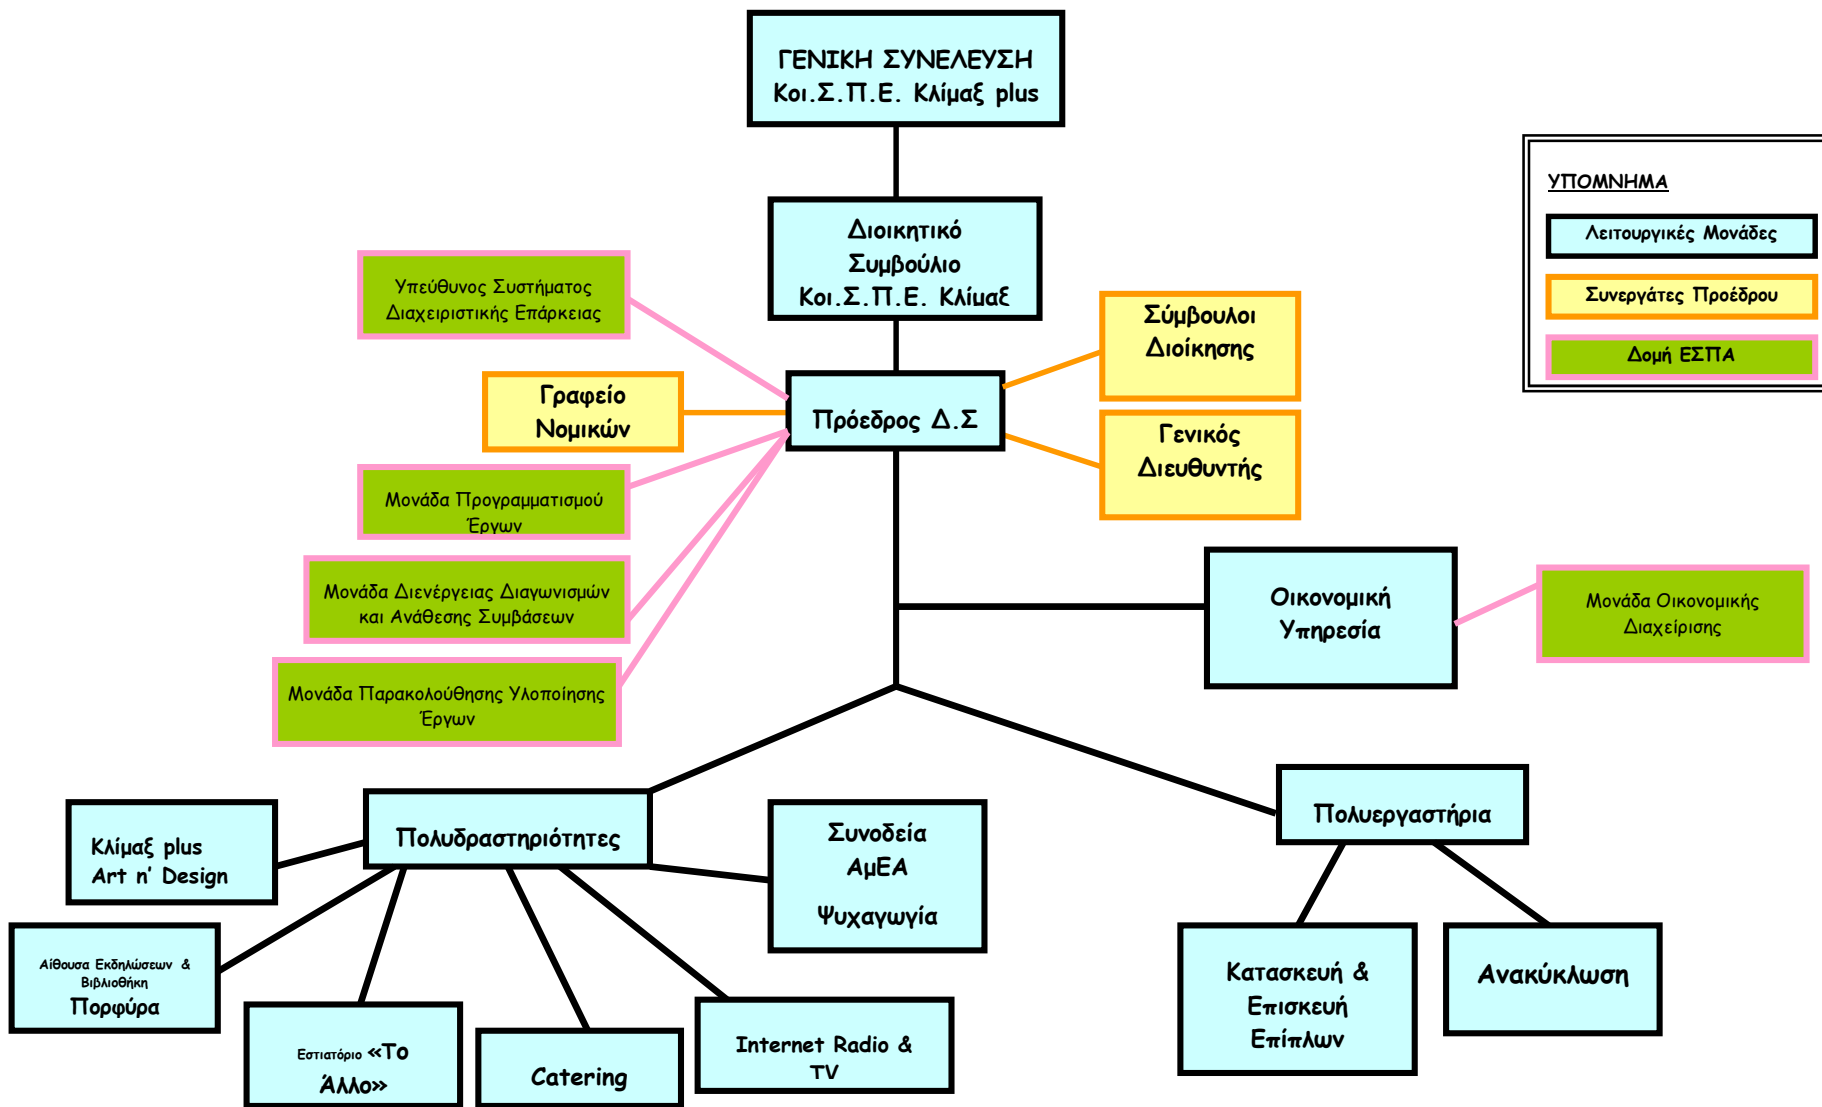 ΓΕΝΙΚΗ ΣΥΝΕΛΕΥΣΗ
Κοι.Σ.Π.Ε. Κλίμαξ plus
ΥΠΟΜΝΗΜΑ
Λειτουργικές Μονάδες
Συνεργάτες Προέδρου
Δομή ΕΣΠΑ
Διοικητικό
Συμβούλιο
Κοι.Σ.Π.Ε. Κλίμαξ
Υπεύθυνος Συστήματος
Διαχειριστικής Επάρκειας
Σύμβουλοι
Διοίκησης
Γραφείο
Νομικών
Πρόεδρος Δ.Σ
Γενικός
Διευθυντής
Μονάδα Προγραμματισμού
Έργων
Μονάδα Διενέργειας Διαγωνισμών
και Ανάθεσης Συμβάσεων
Οικονομική
Υπηρεσία
Μονάδα Οικονομικής
Διαχείρισης
Μονάδα Παρακολούθησης Υλοποίησης
Έργων
Κλίμαξ plus
Art n' Design
Πολυδραστηριότητες
Συνοδεία
ΑμΕΑ
Ψυχαγωγία
Πολυεργαστήρια
Αίθουσα Εκδηλώσεων &
Βιβλιοθήκη
Πορφύρα
Εστιατόριο «Το
Άλλο»
Catering
Internet Radio &
TV
Κατασκευή &
Επισκευή
Επίπλων
Ανακύκλωση